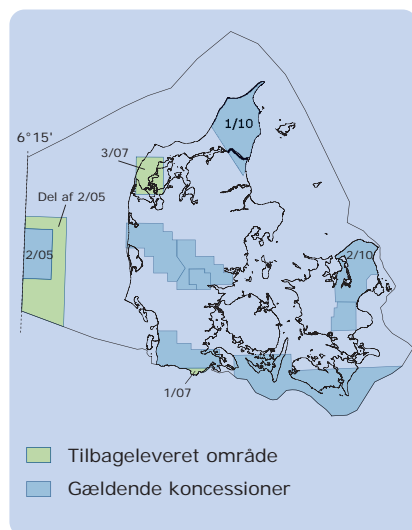 1/10
6°15'
3/07
Del af 2/05
2/05
2/10
1/07
Tilbageleveret område
Gældende koncessioner